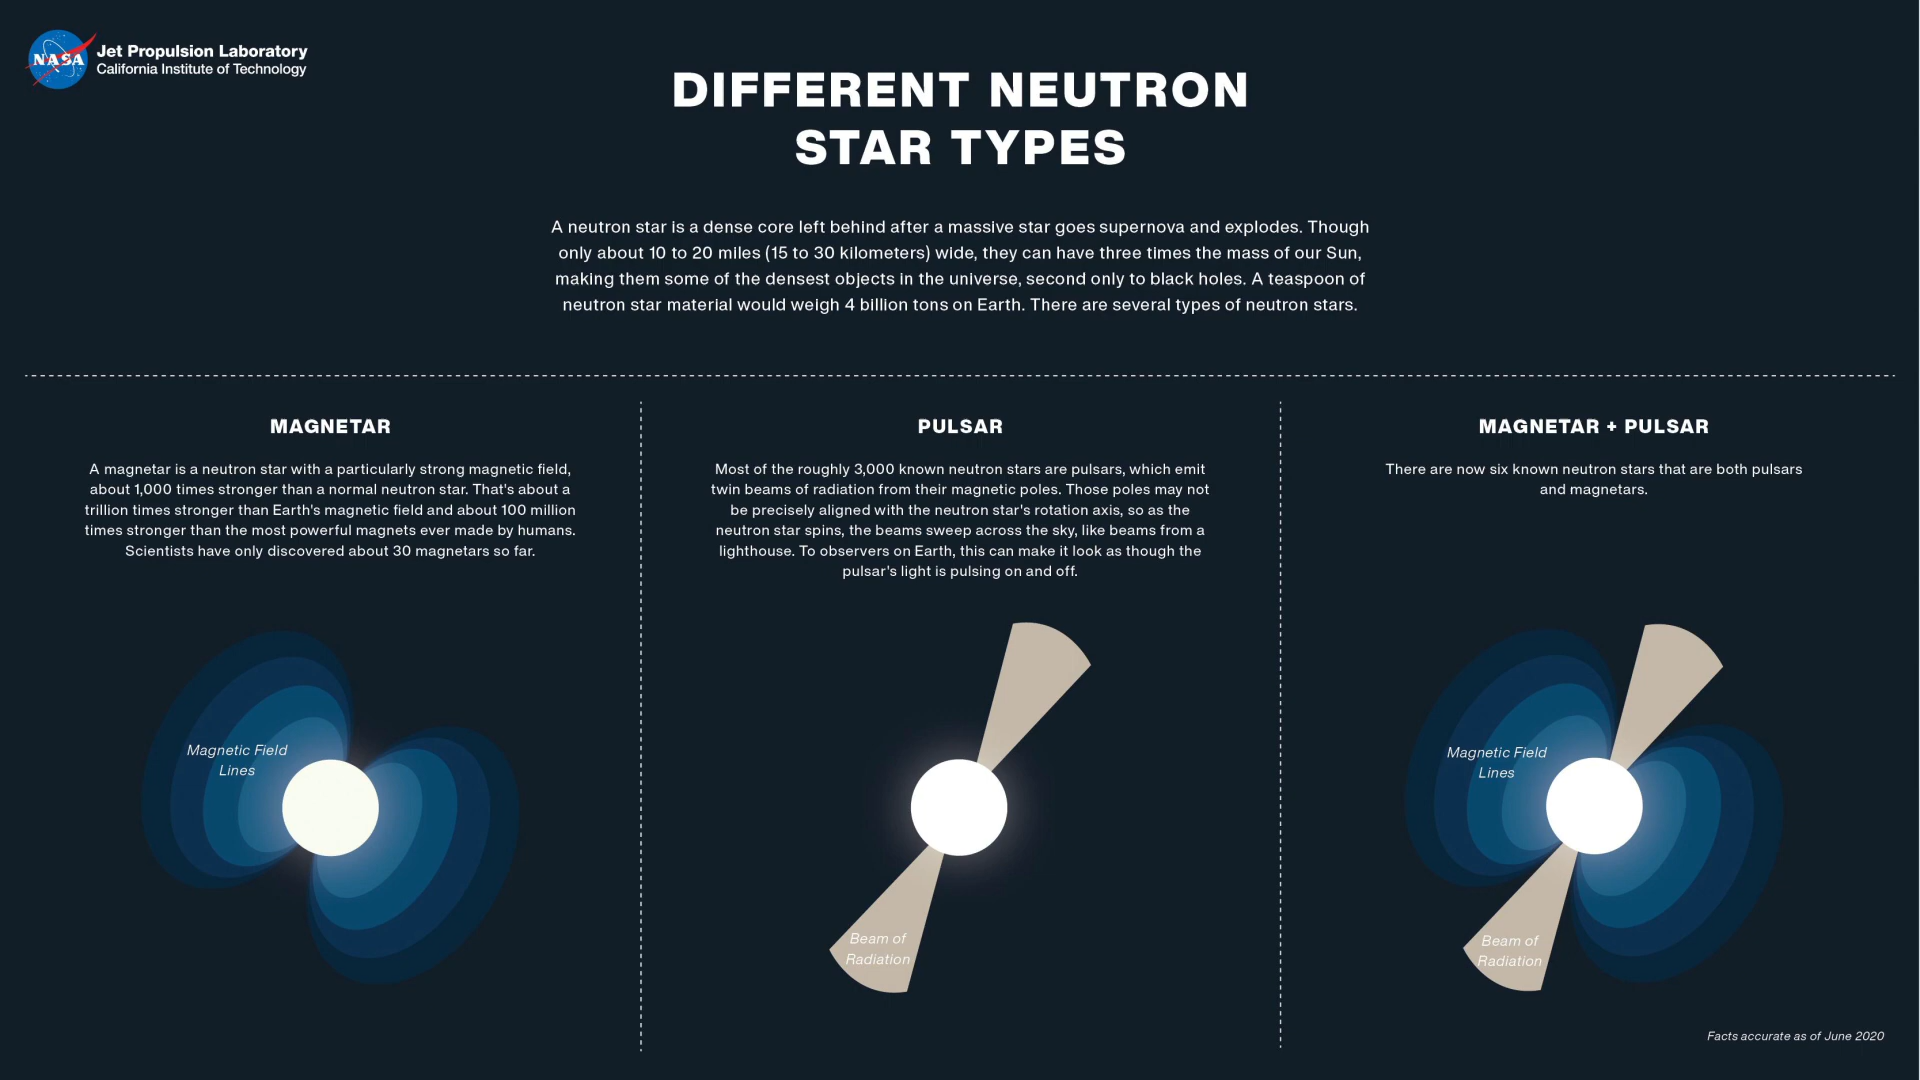 NASA
Jet Propulsion Laboratory
California Institute of Technology
DIFFERENT NEUTRON
STAR TYPES
A neutron star is a dense core left behind after a massive star goes supernova and explodes. Though
only about 10 to 20 miles (15 to 30 kilometers) wide, they can have three times the mass of our Sun,
making them some of the densest objects in the universe, second only to black holes. A teaspoon of
neutron star material would weigh 4 billion tons on Earth. There are several types of neutron stars.
MAGNETAR
A magnetar is a neutron star with a particularly strong magnetic field,
about 1,000 times stronger than a normal neutron star. That's about a
trillion times stronger than Earth's magnetic field and about 100 million
times stronger than the most powerful magnets ever made by humans.
Scientists have only discovered about 30 magnetars so far.
Magnetic Field
Lines
PULSAR
Most of the roughly 3,000 known neutron stars are pulsars, which emit
twin beams of radiation from their magnetic poles. Those poles may not
be precisely aligned with the neutron star's rotation axis, so as the
neutron star spins, the beams sweep across the sky, like beams from a
lighthouse. To observers on Earth, this can make it look as though the
pulsar's light is pulsing on and off.
Beam of
Radiation
MAGNETAR + PULSAR
There are now six known neutron stars that are both pulsars
and magnetars.
Magnetic Field
Lines
Beam of
Radiation
Facts accurate as of June 2020